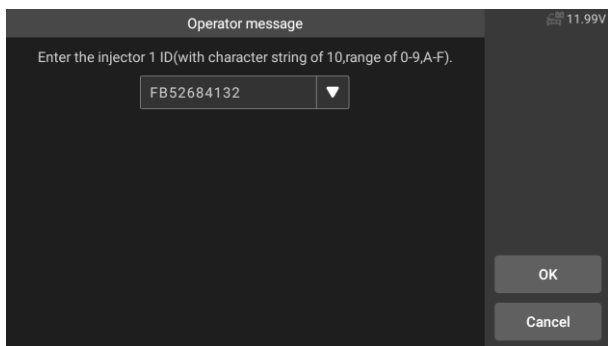 Operator message
11.99V
Enter the injector 1 ID(with character string of 10,range of 0-9,A-F).
FB52684132
OK
Cancel